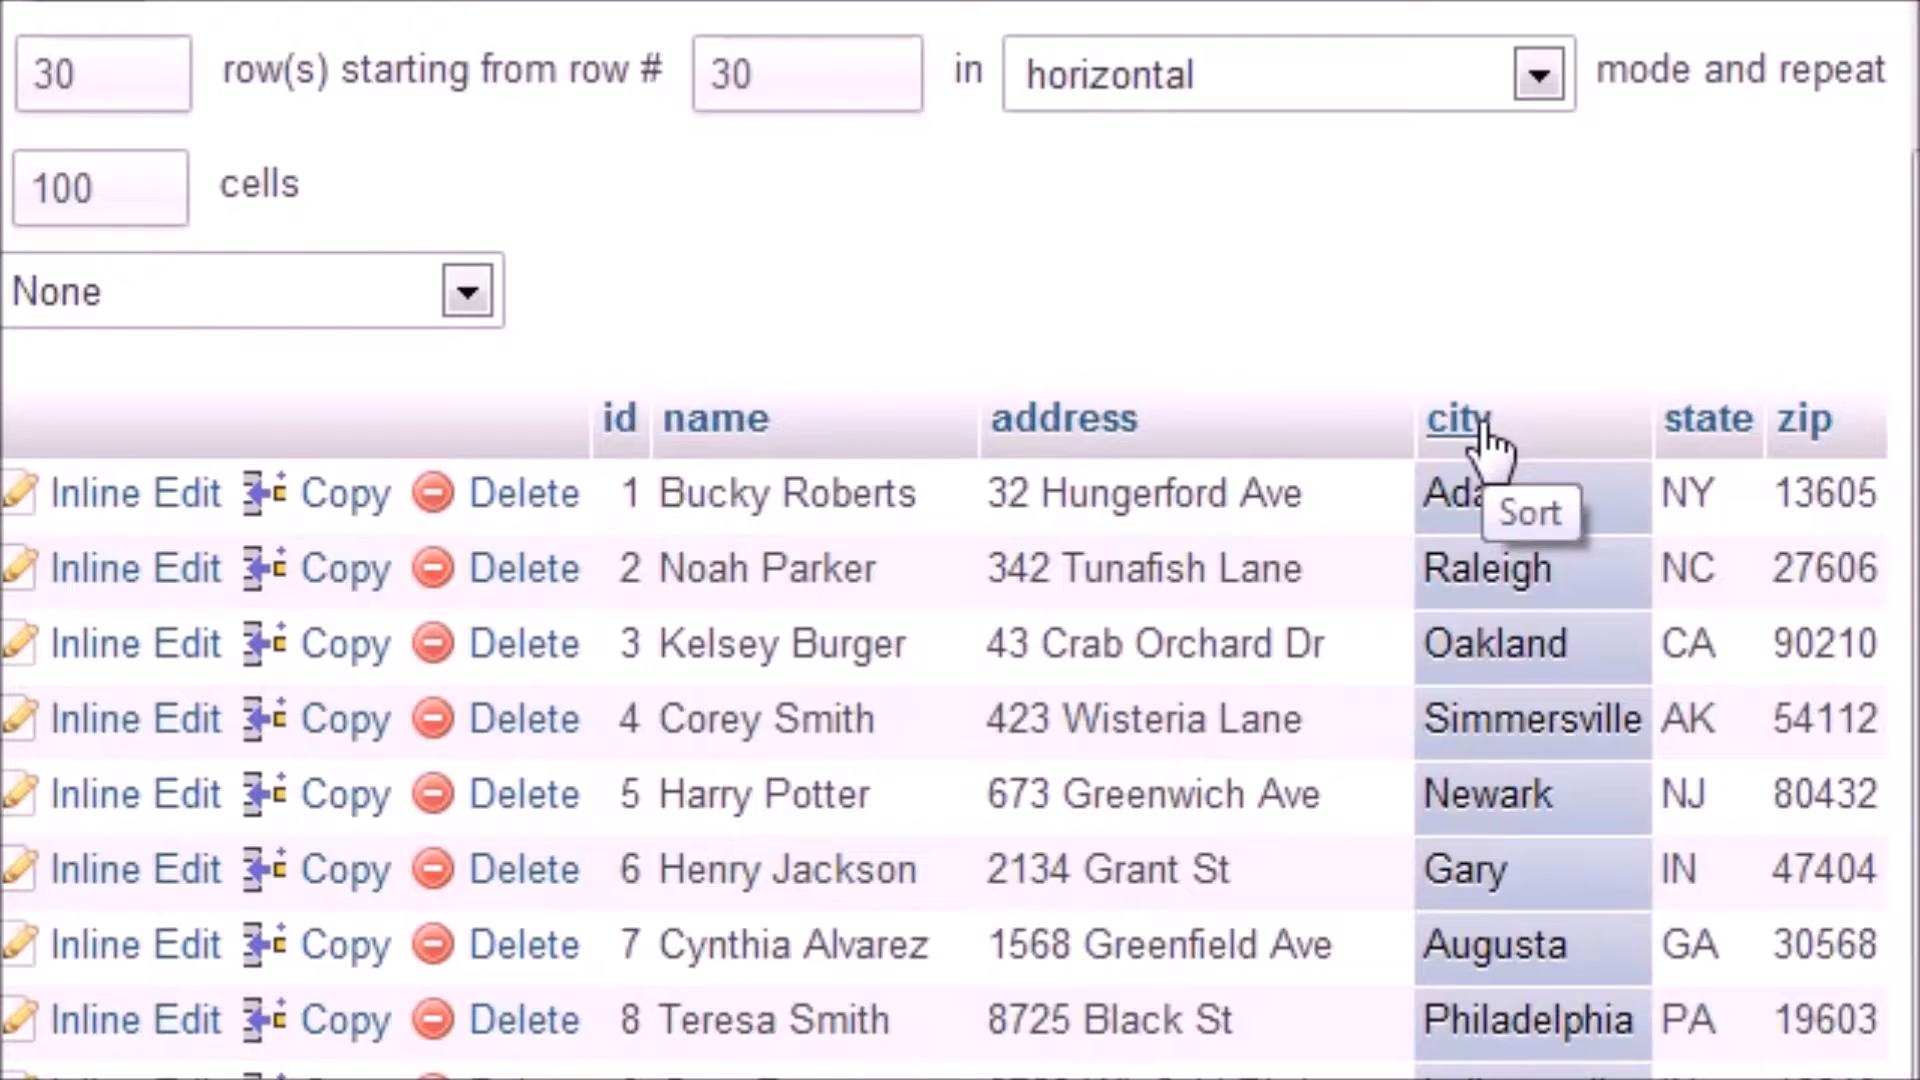 30 row(s) starting from row # 30 in horizontal mode and repeat
100 cells
None
id name address city state zip
Inline Edit Copy Delete 1 Bucky Roberts 32 Hungerford Ave NY 13605
Sort
Inline Edit Copy Delete 2 Noah Parker 342 Tunafish Lane Raleigh NC 27606
Inline Edit Copy Delete 3 Kelsey Burger 43 Crab Orchard Dr Oakland CA 90210
Inline Edit Copy Delete 4 Corey Smith 423 Wisteria Lane Simmersville AK 54112
Inline Edit Copy Delete 5 Harry Potter 673 Greenwich Ave Newark NJ 80432
Inline Edit Copy Delete 6 Henry Jackson 2134 Grant St Gary IN 47404
Inline Edit Copy Delete 7 Cynthia Alvarez 1568 Greenfield Ave Augusta GA 30568
Inline Edit Copy Delete 8 Teresa Smith 8725 Black St Philadelphia PA 19603